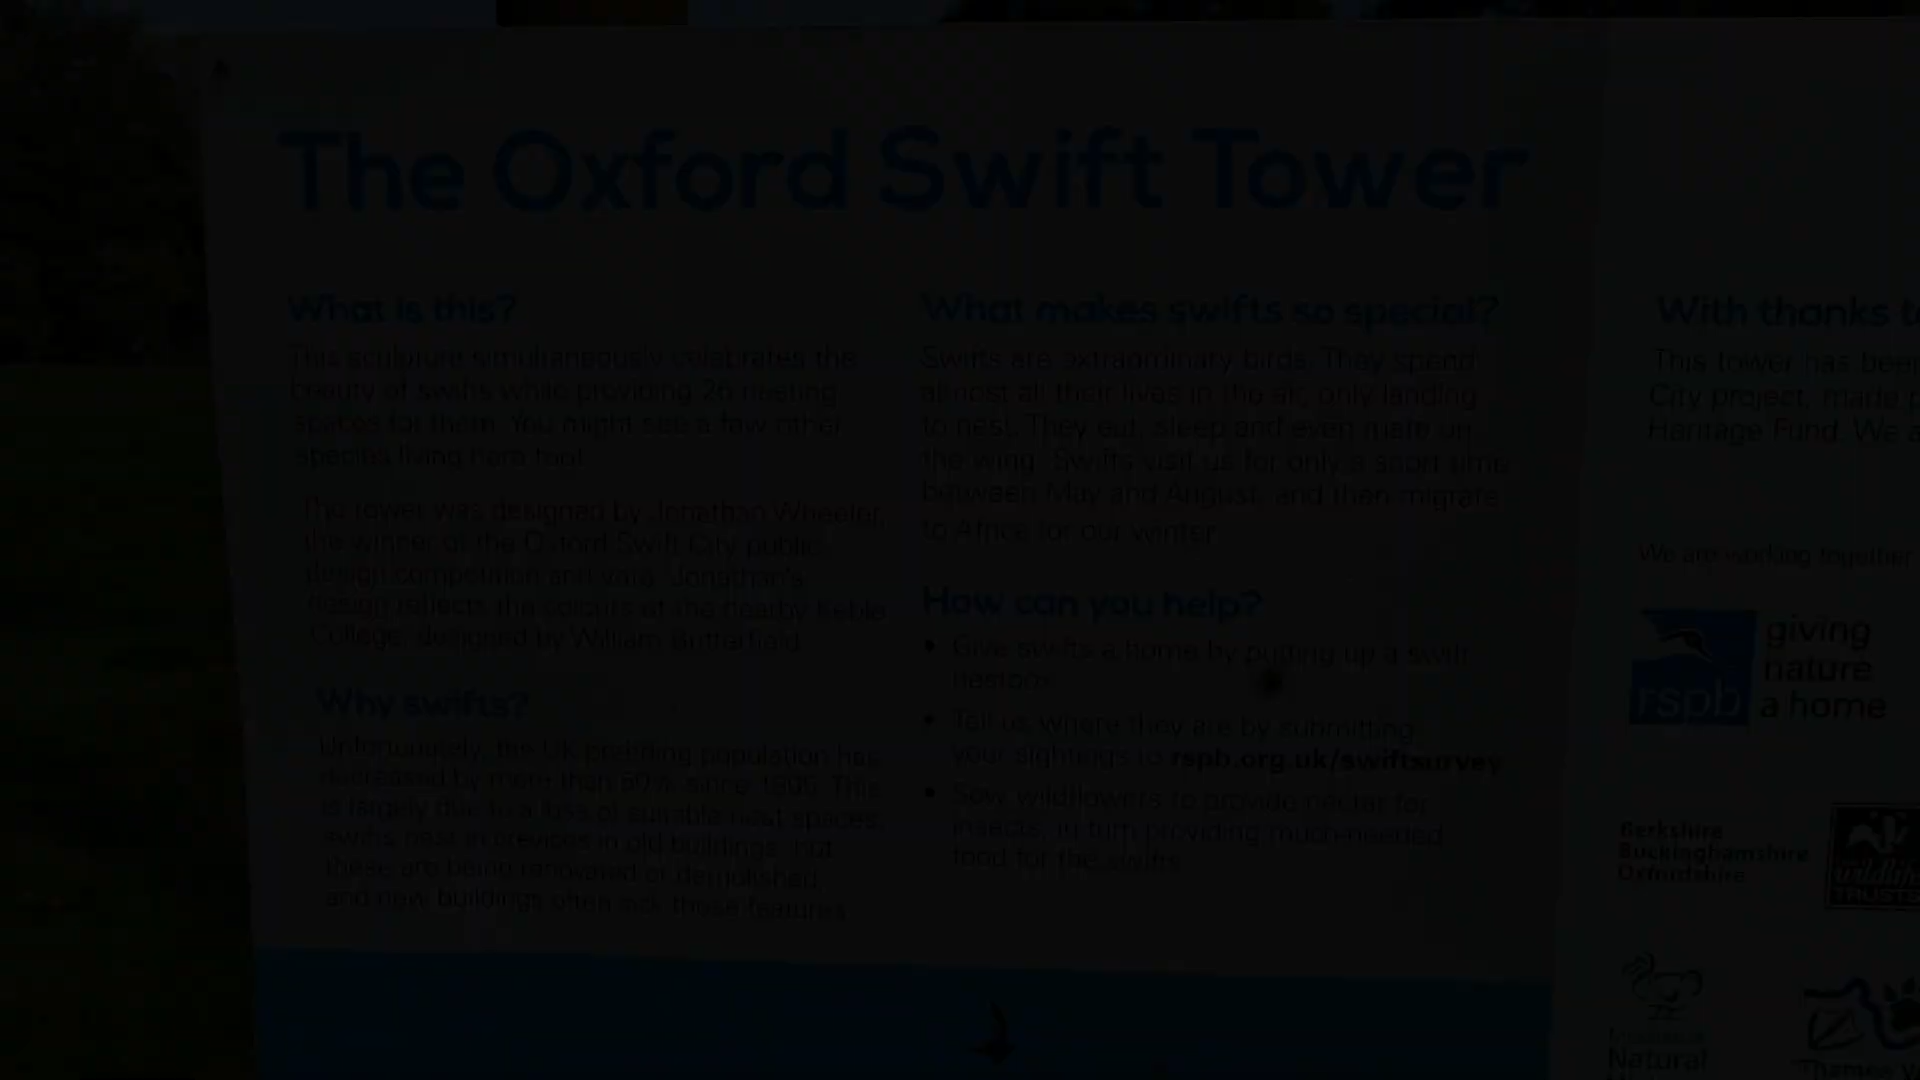 The Oxford Swift Tower
What is this?
This sculpture simultaneously celebrates the
beauty of swifts while providing nesting
spaces for them. You might see a few other
species living here too!
The tower was designed by Jonathan Wheeler,
the winner of the Oxford Swift City public
design competition and vote. Jonathan's
design reflects the colours of the nearby Keble
College, designed by William Butterfield.
Why swifts?
Unfortunately, the UK breeding population has
decreased by more than 50% since This
is largely due to a loss of suitable nest spaces:
swifts nest in crevices in old buildings, but
these are being renovated or demolished
and new buildings often lack these features.
What makes swifts so special?
Swifts are extraordinary birds. They spend
almost all their lives in the air, only landing
to nest. They eat, sleep and even mate on
the wing! Swifts visit us for only a short time
between May and August, and then migrate
to Africa for our winter.
How can you help?
• Give swifts a home by putting up a swift
nestbox
• Tell us where they are by submitting
your sightings to rspb.org.uk/swiftsurvey
• Sow wildflowers to provide nectar for
insects, in turn providing much-needed
food for the swifts
With thanks to
This tower has been
City project, made p
Heritage Fund. We a
We are working together
rspb
giving
nature
a home
Berkshire
Buckinghamshire
Oxfordshire
wildlife
TRUSTS
Natural
Thames V